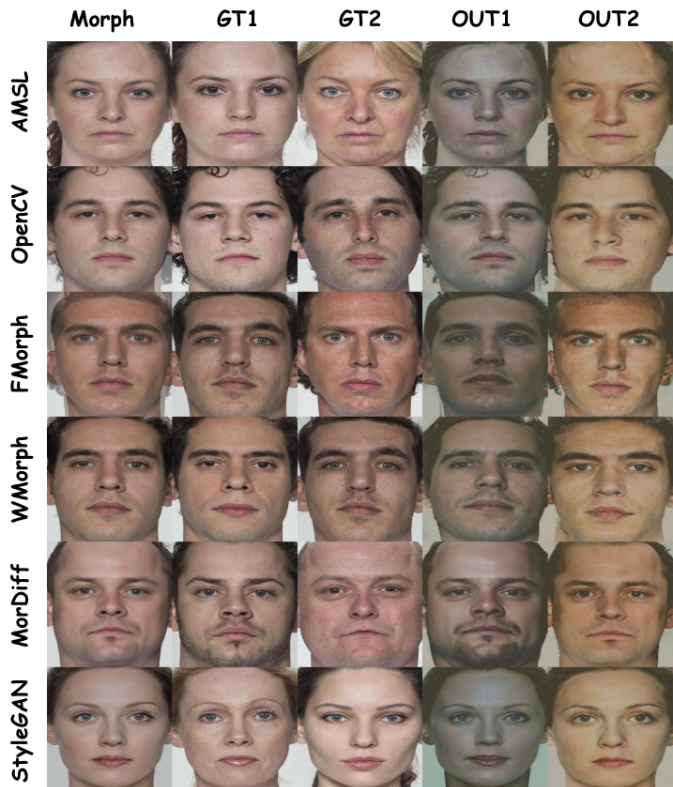 Morph GT1 GT2 OUT1 OUT2
AMSL
OpenCV
FMorph
WMorph
MorDiff
StyleGAN